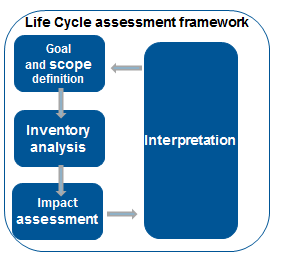 Life Cycle assessment framework
Goal
and scope
definition
Inventory
analysis
Impact
assessment
Interpretation